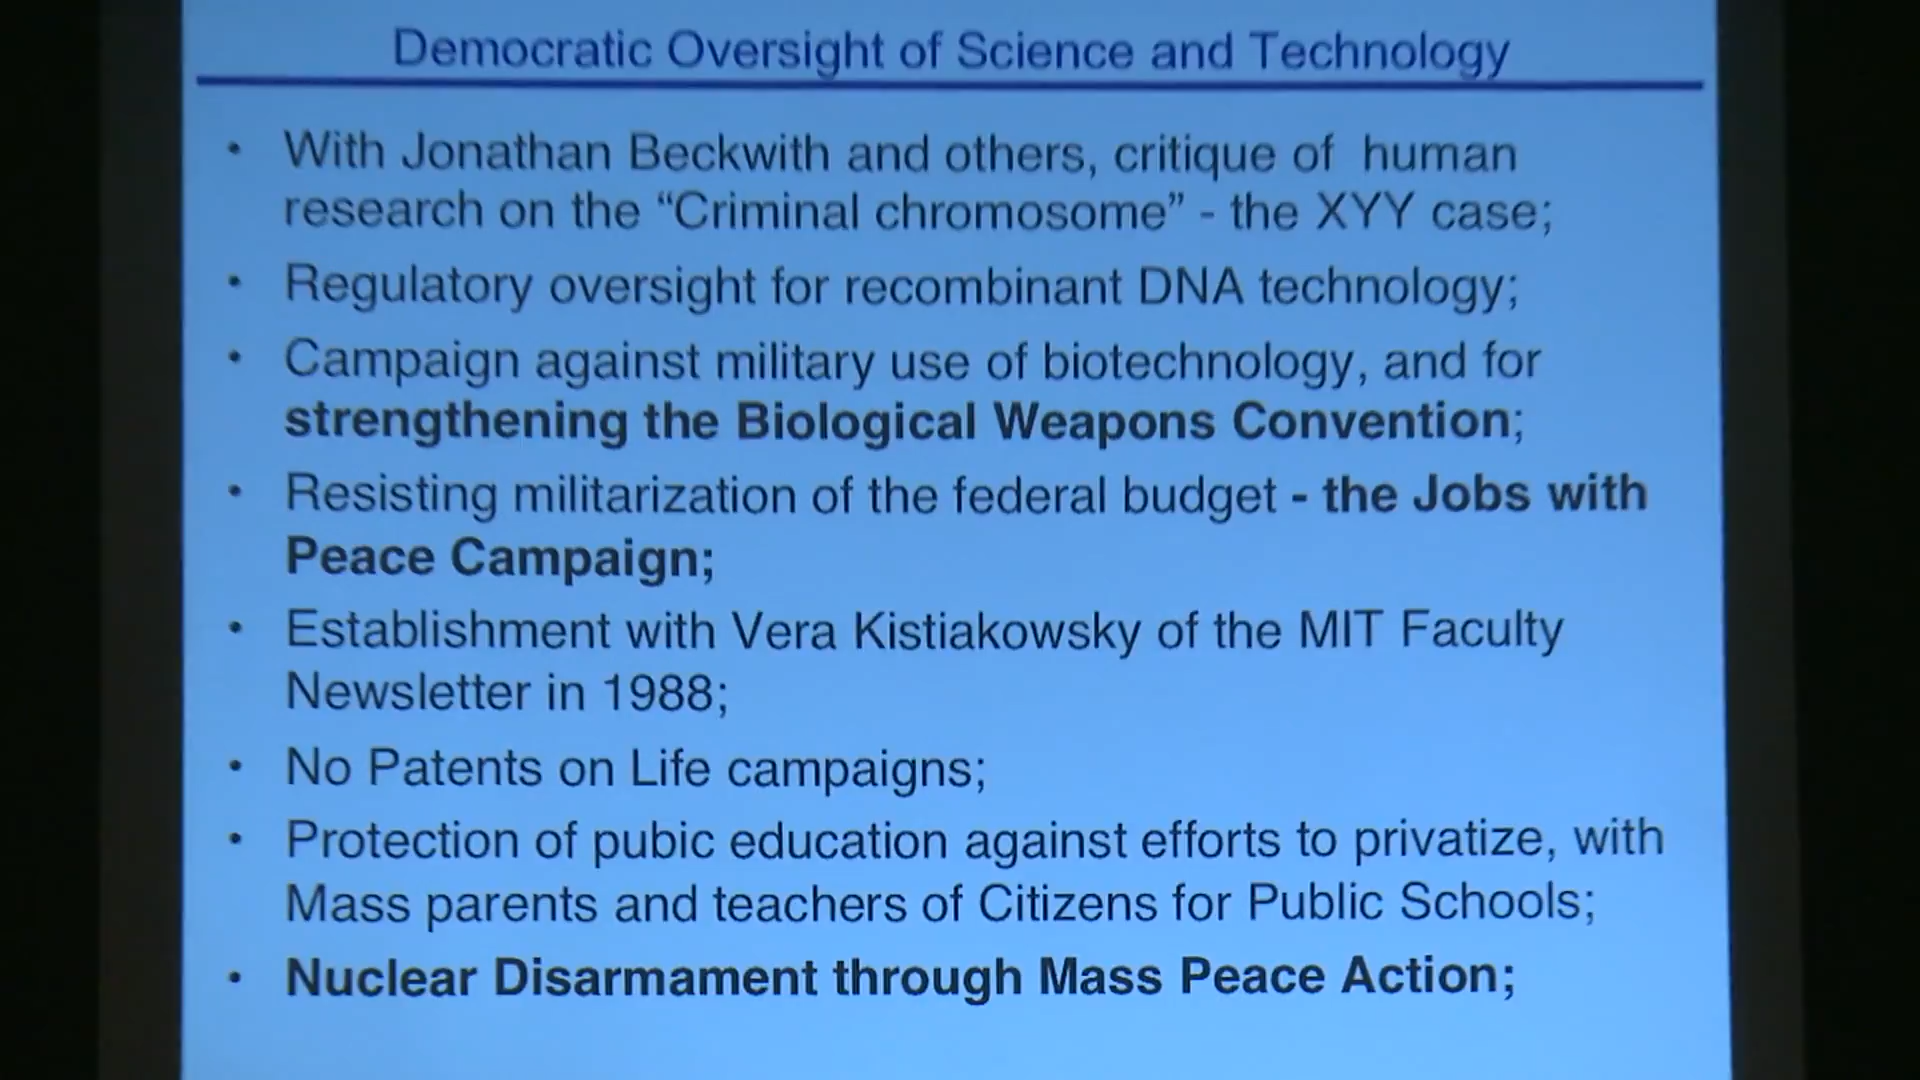 Democratic Oversight of Science and Technology
• With Jonathan Beckwith and others, critique of human
research on the “Criminal chromosome” - the XYY case;
• Regulatory oversight for recombinant DNA technology;
• Campaign against military use of biotechnology, and for
strengthening the Biological Weapons Convention;
• Resisting militarization of the federal budget - the Jobs with
Peace Campaign;
• Establishment with Vera Kistiakowsky of the MIT Faculty
Newsletter in 1988;
• No Patents on Life campaigns;
• Protection of pubic education against efforts to privatize, with
Mass parents and teachers of Citizens for Public Schools;
• Nuclear Disarmament through Mass Peace Action;